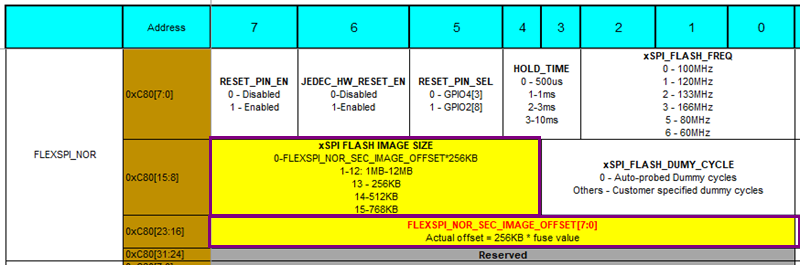 Address 7 6 5 4 3 2 1 0
FLEXSPI_NOR
0xC80[7:0]
RESET_PIN_EN
0 - Disabled
1 - Enabled
JEDEC_HW_RESET_EN
0-Disabled
1-Enabled
RESET_PIN_SEL
0 - GPIO4[3]
1 - GPIO2[8]
HOLD_TIME
0 - 500us
1-1ms
2-3ms
3-10ms
xSPI_FLASH_FREQ
0 - 100MHz
1 - 120MHz
2 - 133MHz
3 - 166MHz
5 - 80MHz
6 - 60MHz
0xC80[15:8]
xSPI FLASH IMAGE SIZE
0-FLEXSPI_NOR_SEC_IMAGE_OFFSET*256KB
1-12: 1MB-12MB
13 - 256KB
14-512KB
15-768KB
xSPI_FLASH_DUMY_CYCLE
0 - Auto-probed Dummy cycles
Others - Customer specified dummy cycles
0xC80[23:16]
FLEXSPI_NOR_SEC_IMAGE_OFFSET[7:0]
Actual offset = 256KB * fuse value
0xC80[31:24]
Reserved